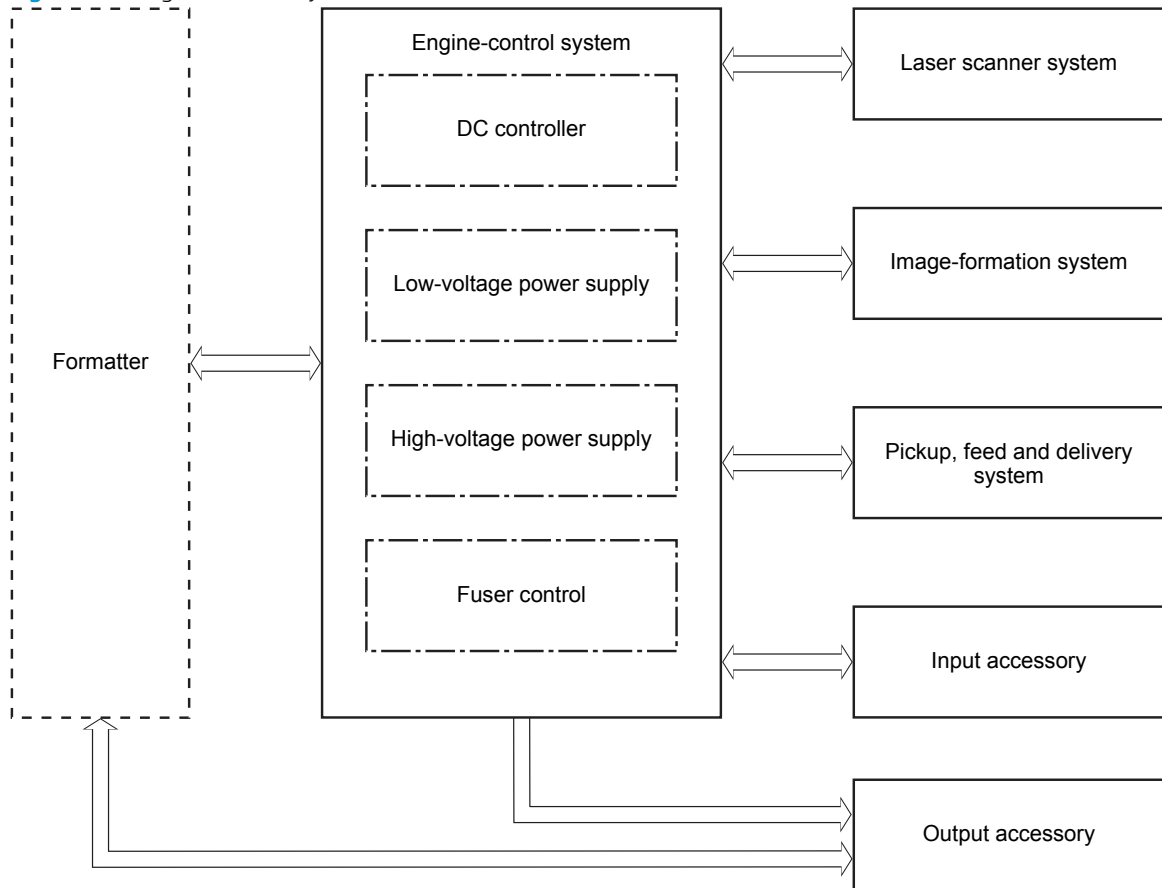 Engine-control system
Laser scanner system
DC controller
Image-formation system
Low-voltage power supply
Formatter
High-voltage power supply
Pickup, feed and delivery
system
Fuser control
Input accessory
Output accessory